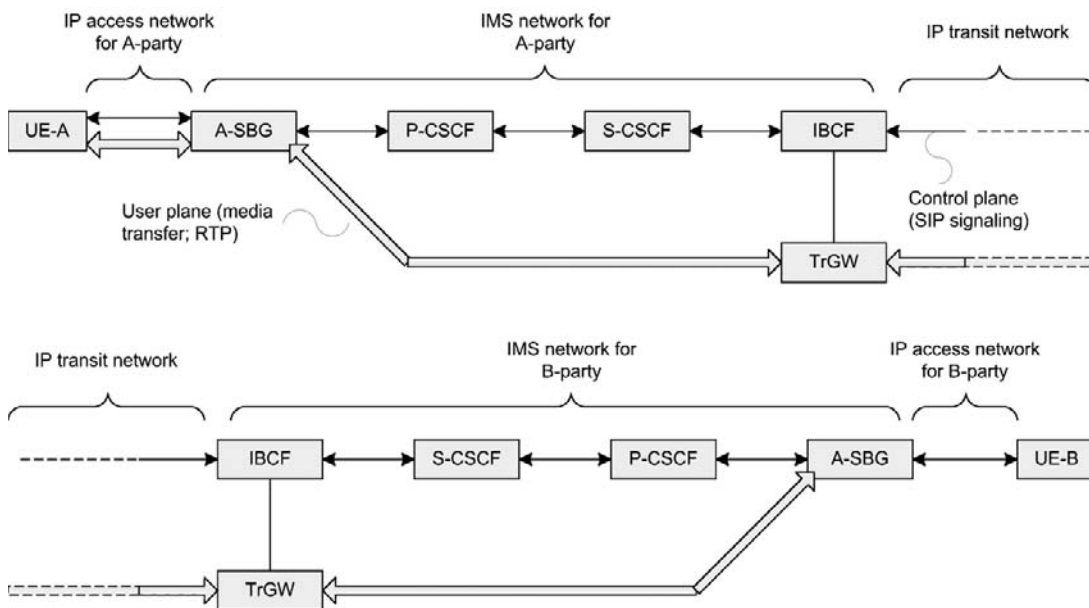 IP access network
for A-party
IMS network for
A-party
IP transit network
UE-A
A-SBG
P-CSCF
S-CSCF
IBCF
User plane (media
transfer; RTP)
Control plane
(SIP signaling)
TrGW
IP transit network
IMS network for
B-party
IP access network
for B-party
IBCF
S-CSCF
P-CSCF
A-SBG
UE-B
TrGW